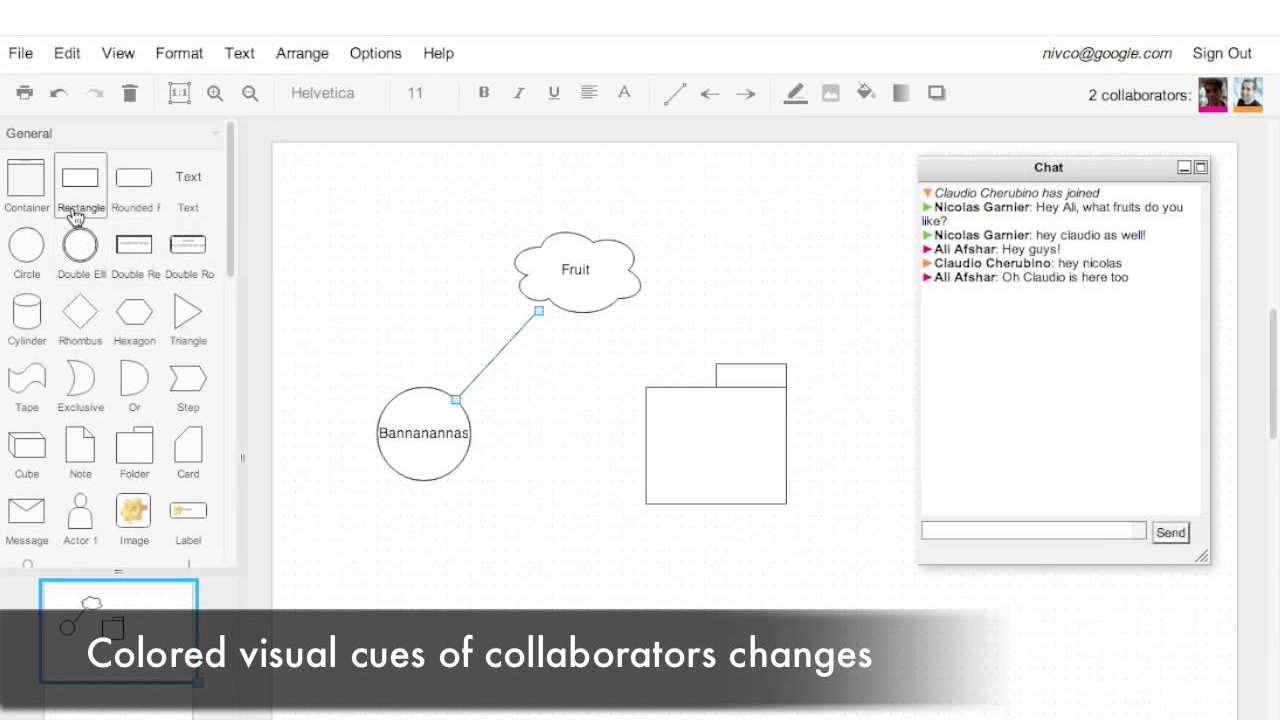 File Edit View Format Text Arrange Options Help nivco@google.com Sign Out
1:1 Helvetica 11 B I U A 2 collaborators:
General
Text
Container Rectangle Rounded F Text
Circle Double Elli Double Re Double Ro
Cylinder Rhombus Hexagon Triangle
Tape Exclusive Or Step
Cube Note Folder Card
Message Actor 1 Image Label
Fruit
Bannanannas
Chat
Claudio Cherubino has joined
Nicolas Garnier: Hey Ali, what fruits do you
like?
Nicolas Garnier: hey claudio as well!
Ali Afshar: Hey guys!
Claudio Cherubino: hey nicolas
Ali Afshar: Oh Claudio is here too
Send
Colored visual cues of collaborators changes